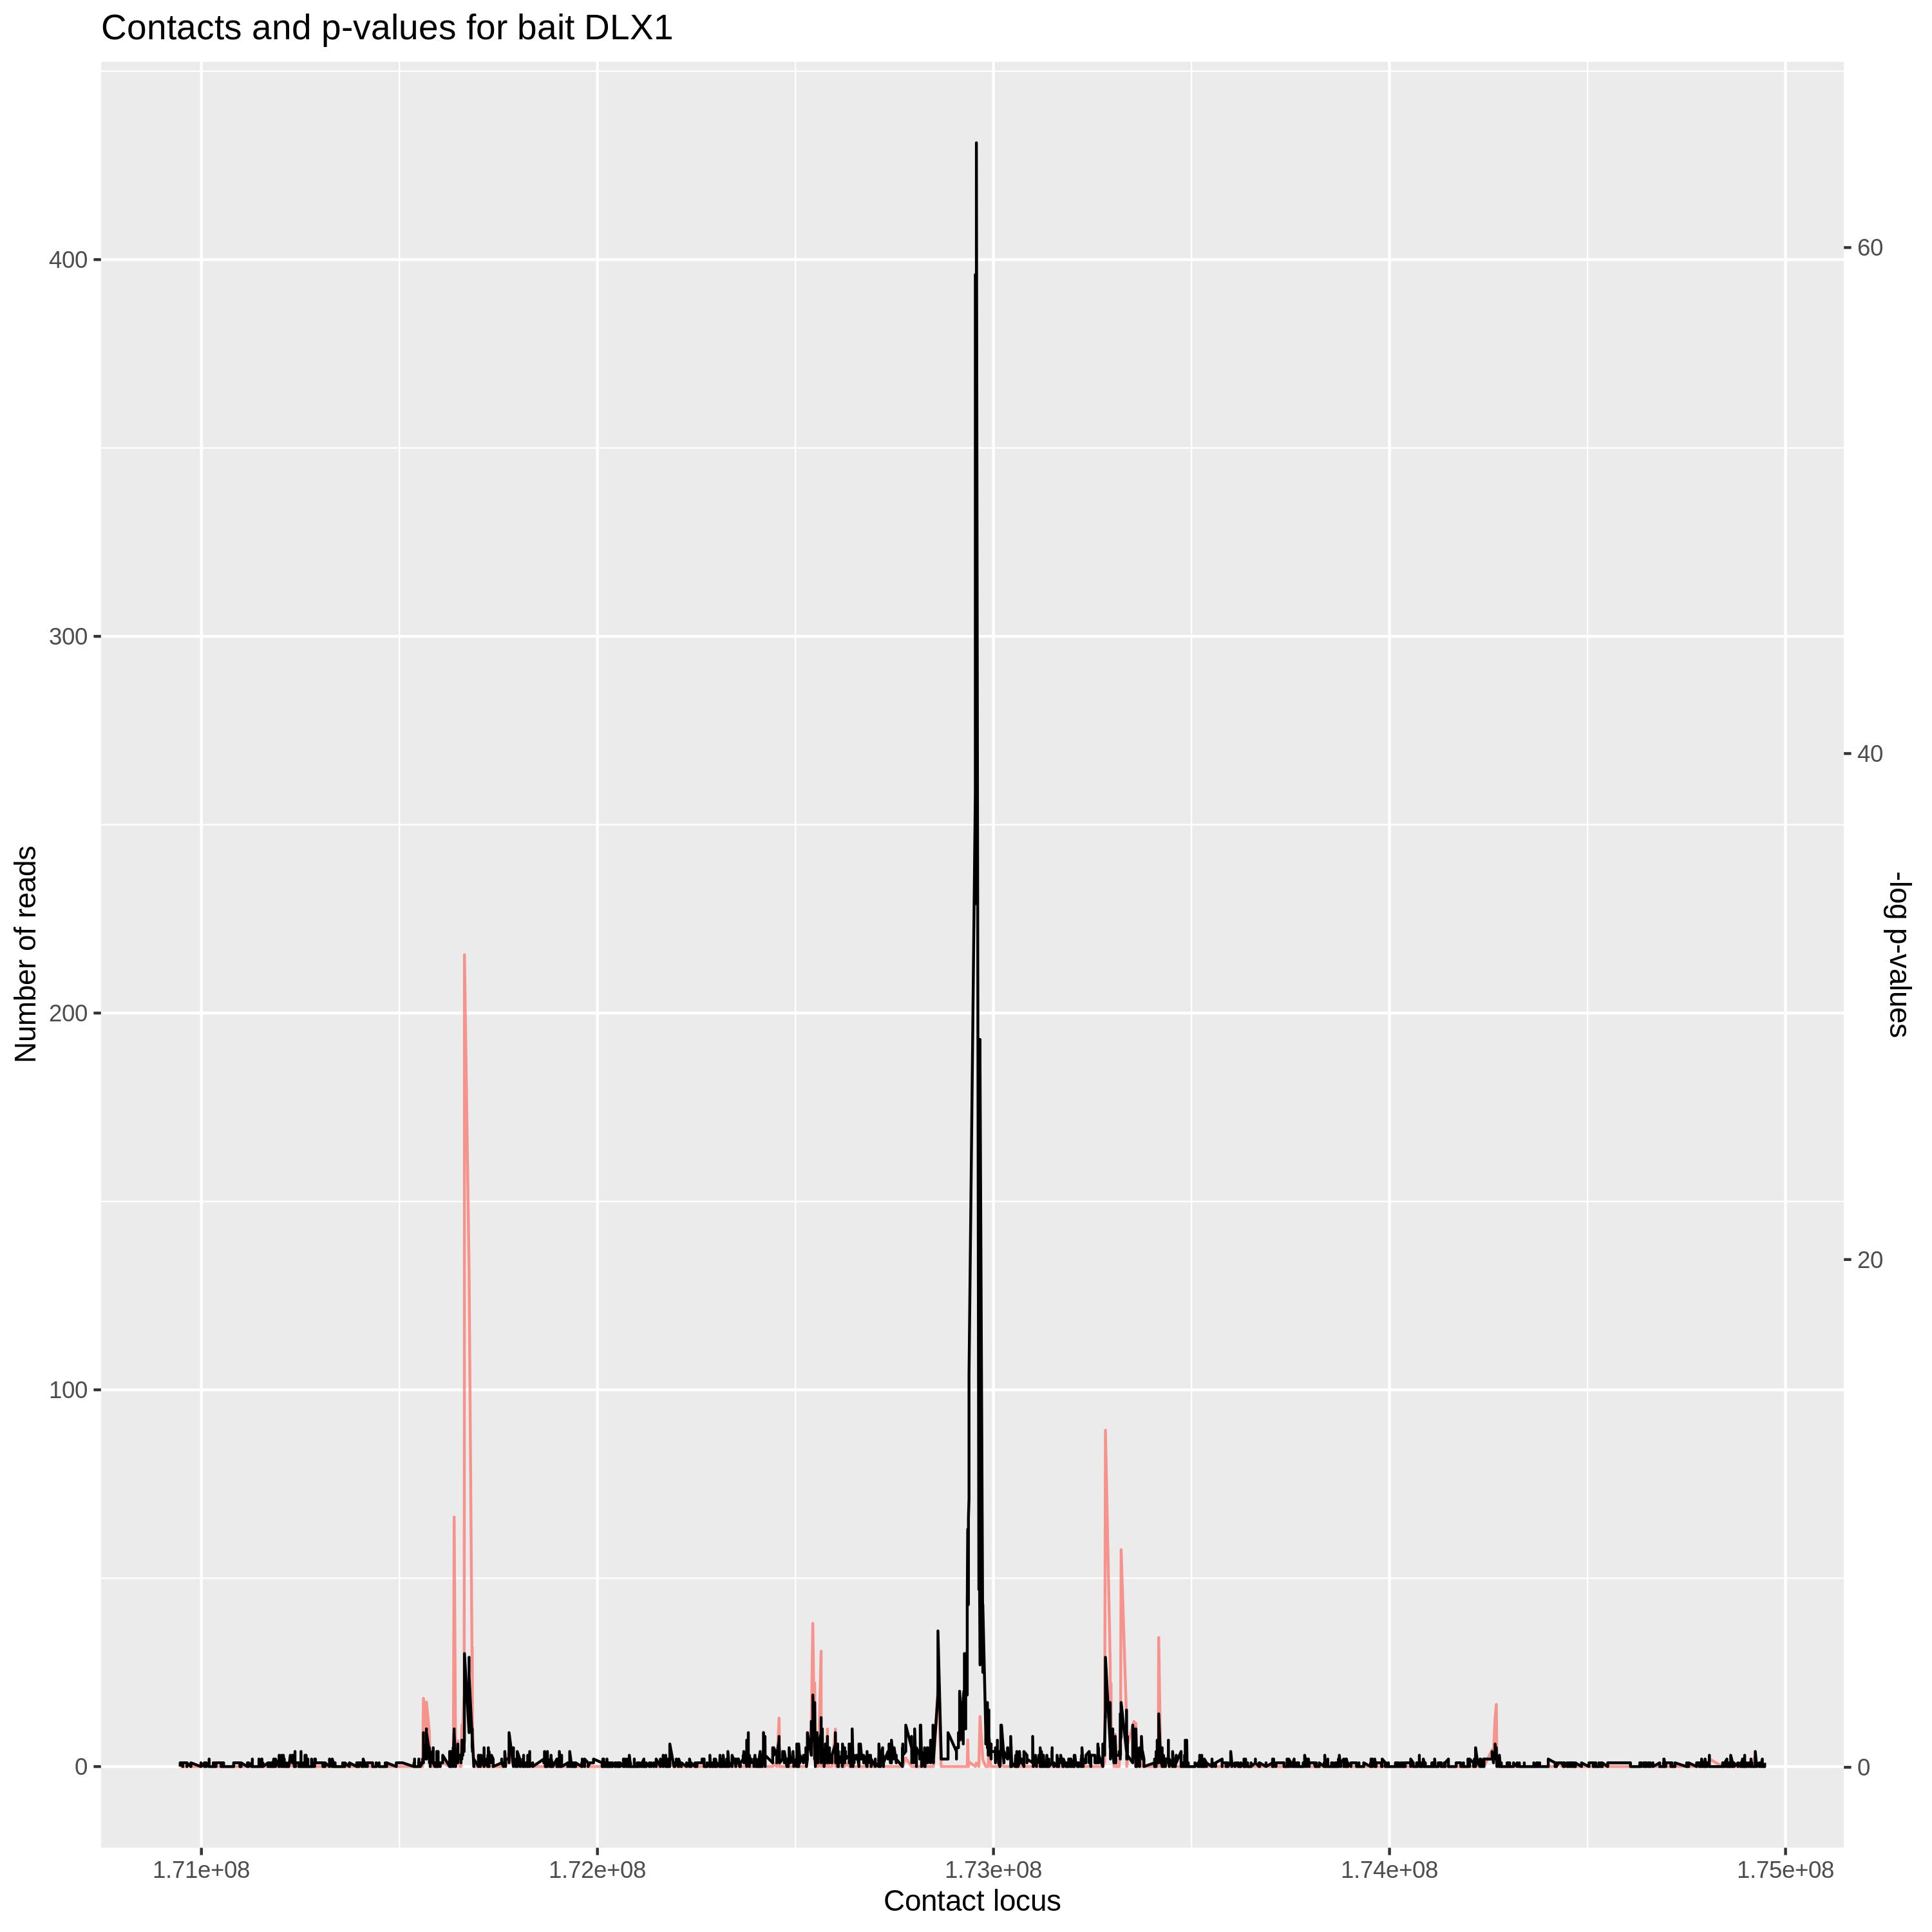 Contacts and p-values for bait DLX1
Number of reads
400
300
200
100
0
60
40
20
0
-log p-values
1.71e+08
1.72e+08
1.73e+08
1.74e+08
1.75e+08
Contact locus